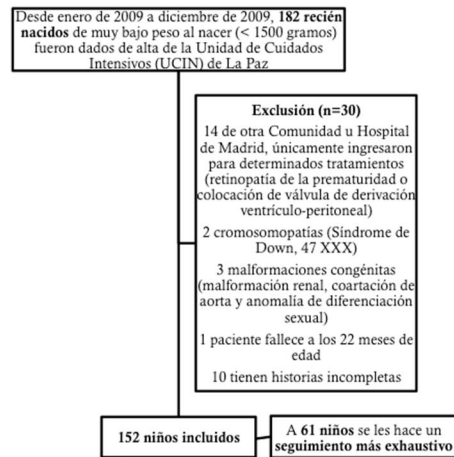 Desde enero de 2009 a diciembre de 2009, 182 recién
nacidos de muy bajo peso al nacer (< 1500 gramos)
fueron dados de alta de la Unidad de Cuidados
Intensivos (UCIN) de La Paz
Exclusión (n=30)
14 de otra Comunidad u Hospital
de Madrid, únicamente ingresaron
para determinados tratamientos
(retinopatía de la prematuridad o
colocación de válvula de derivación
ventrículo-peritoneal)
2 cromosomopatías (Síndrome de
Down, 47 XXX)
3 malformaciones congénitas
(malformación renal, coartación de
aorta y anomalía de diferenciación
sexual)
1 paciente fallece a los 22 meses de
edad
10 tienen historias incompletas
152 niños incluidos
A 61 niños se les hace un
seguimiento más exhaustivo